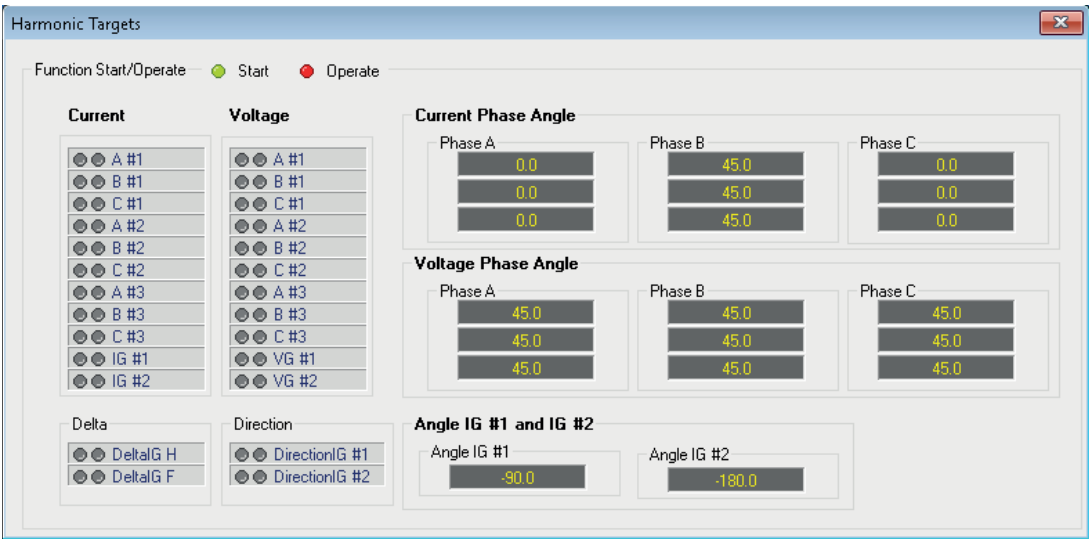 Harmonic Targets
Function Start/Operate Start Operate
Current Voltage Current Phase Angle
Phase A Phase B Phase C
A #1 A #1 0.0 45.0 0.0
B #1 B #1 0.0 45.0 0.0
C #1 C #1 0.0 45.0 0.0
A #2 A #2
B #2 B #2
C #2 C #2 Voltage Phase Angle
A #3 A #3 Phase A Phase B Phase C
B #3 B #3 45.0 45.0 45.0
C #3 C #3 45.0 45.0 45.0
IG #1 VG #1 45.0 45.0 45.0
IG #2 VG #2
Delta Direction Angle IG #1 and IG #2
DeltaIG H DirectionIG #1 Angle IG #1 Angle IG #2
DeltaIG F DirectionIG #2 -90.0 -180.0